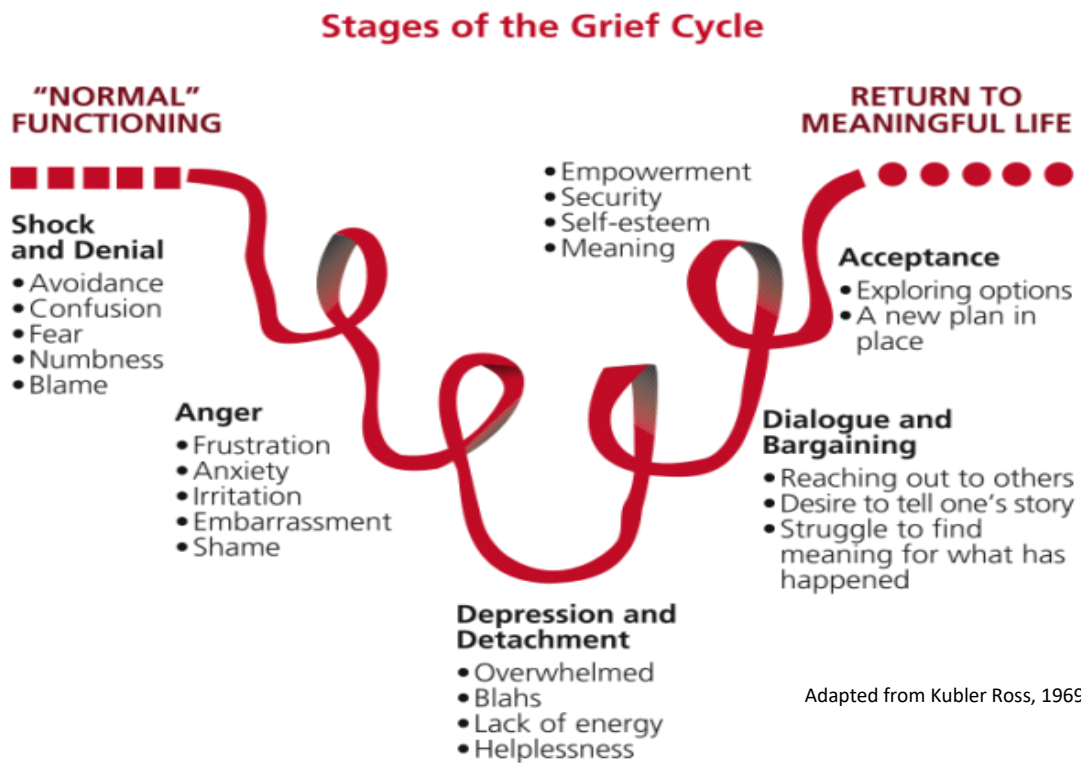 Stages of the Grief Cycle
“NORMAL”
FUNCTIONING
RETURN TO
MEANINGFUL LIFE
Shock
and Denial
• Avoidance
• Confusion
• Fear
• Numbness
• Blame
Anger
• Frustration
• Anxiety
• Irritation
• Embarrassment
• Shame
Depression and
Detachment
• Overwhelmed
• Blahs
• Lack of energy
• Helplessness
Dialogue and
Bargaining
• Reaching out to others
• Desire to tell one’s story
• Struggle to find
meaning for what has
happened
Acceptance
• Exploring options
• A new plan in
place
• Empowerment
• Security
• Self-esteem
• Meaning
Adapted from Kubler Ross, 1969